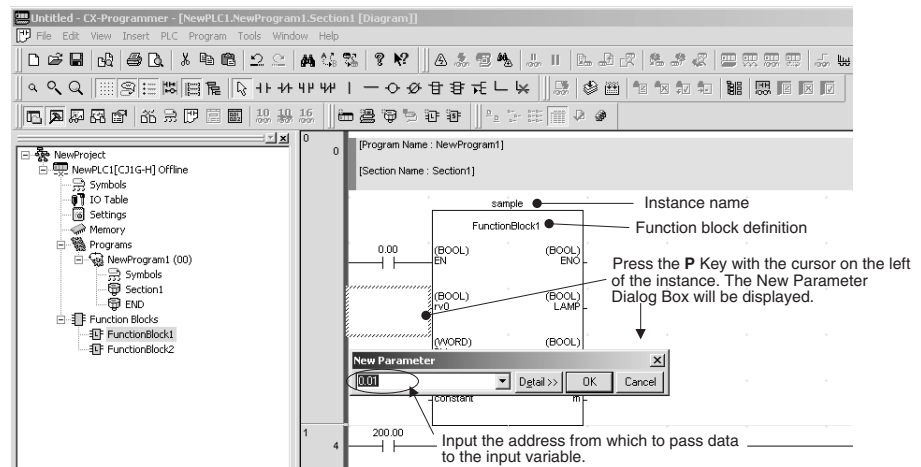 Untitled - CX-Programmer - [NewPLC1.NewProgram1.Section1 [Diagram]]
File Edit View Insert PLC Program Tools Window Help
10 16
NewProject
NewPLC1[CJ1G-H] Offline
Symbols
IO Table
Settings
Memory
Programs
NewProgram1 (00)
Symbols
Section1
END
Function Blocks
FunctionBlock1
FunctionBlock2
0
0
[Program Name : NewProgram1]
[Section Name : Section1]
sample
Instance name
FunctionBlock1
Function block definition
0.00
(BOOL) (BOOL)
EN ENO
Press the P Key with the cursor on the left
of the instance. The New Parameter
Dialog Box will be displayed.
(BOOL) (BOOL)
rv0 LAMP
(WORD) (BOOL)
New Parameter
0.01
Detail >> OK Cancel
constant m
1
4
200.00
Input the address from which to pass data
to the input variable.